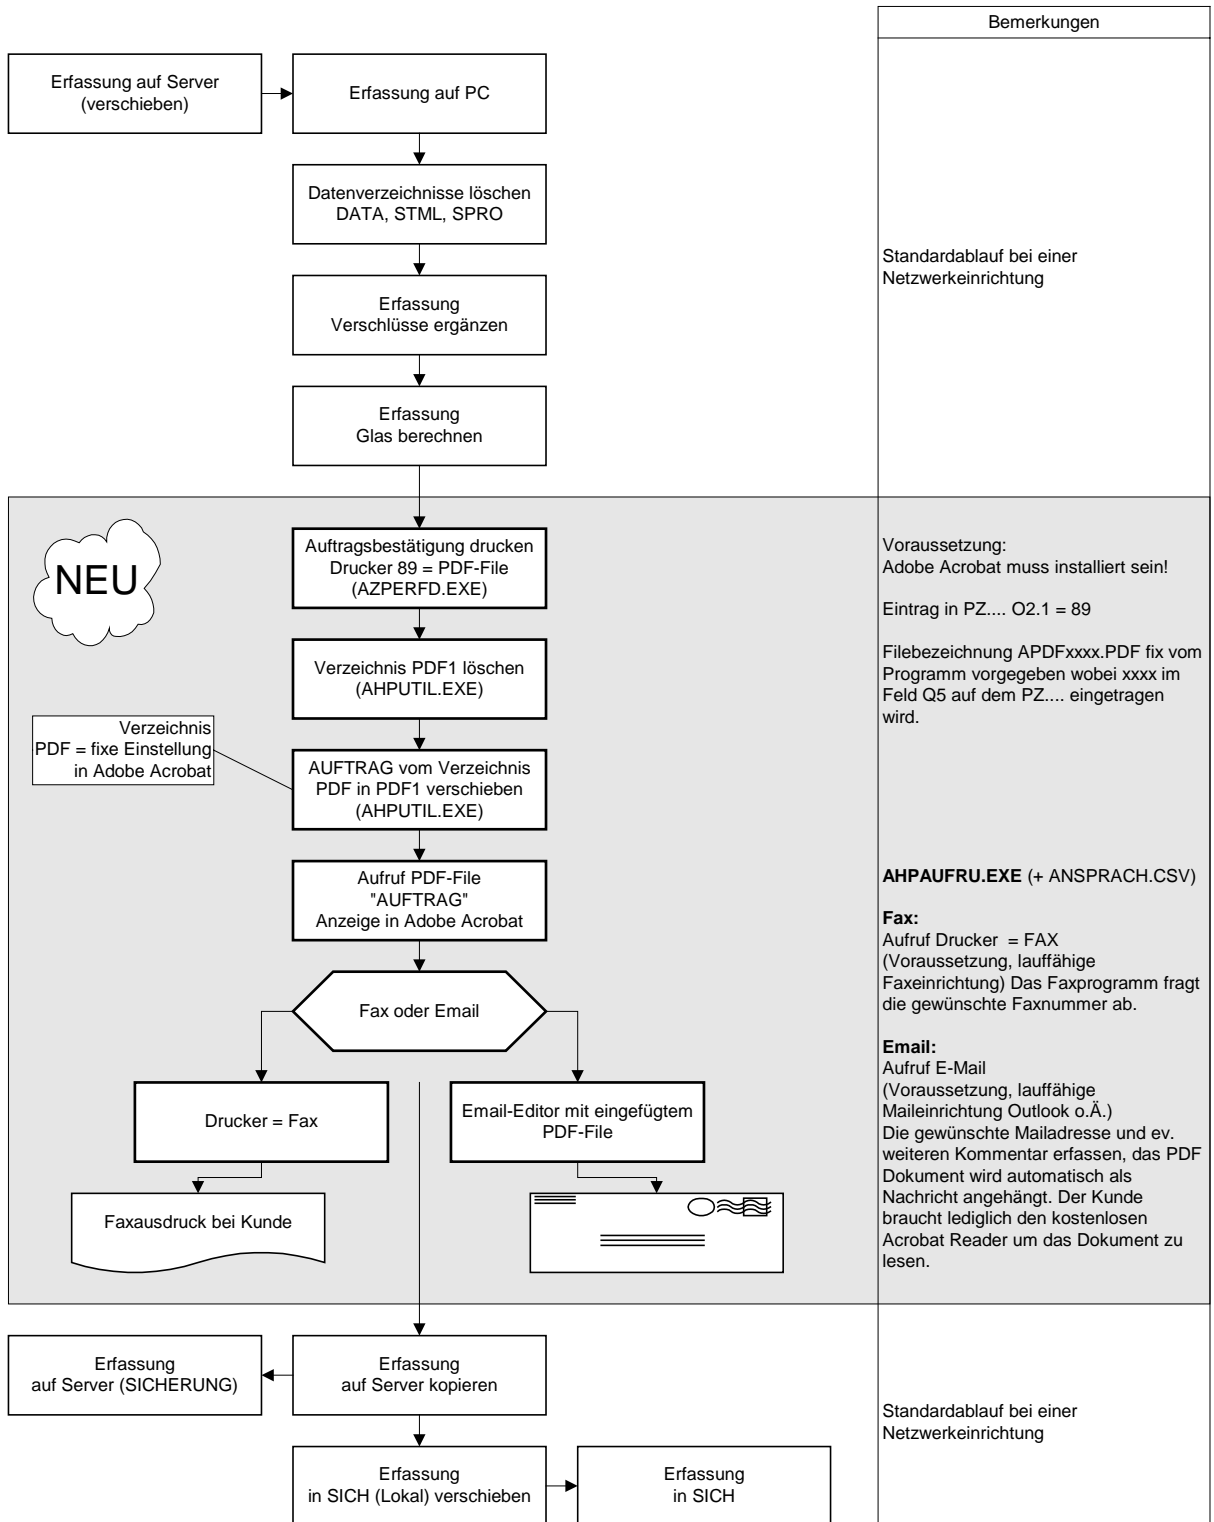 Bemerkungen
Erfassung auf Server
(verschieben)
Erfassung auf PC
Datenverzeichnisse löschen
DATA, STML, SPRO
Standardablauf bei einer
Netzwerkeinrichtung
Erfassung
Verschlüsse ergänzen
Erfassung
Glas berechnen
NEU
Auftragsbestätigung drucken
Drucker 89 = PDF-File
(AZPERFD.EXE)
Voraussetzung:
Adobe Acrobat muss installiert sein!
Eintrag in PZ.... O2.1 = 89
Filebezeichnung APDFxxxx.PDF fix vom
Programm vorgegeben wobei xxxx im
Feld Q5 auf dem PZ.... eingetragen
wird.
Verzeichnis PDF1 löschen
(AHPUTIL.EXE)
Verzeichnis
PDF = fixe Einstellung
in Adobe Acrobat
AUFTRAG vom Verzeichnis
PDF in PDF1 verschieben
(AHPUTIL.EXE)
Aufruf PDF-File
"AUFTRAG"
Anzeige in Adobe Acrobat
AHPAUFRU.EXE (+ ANSPRACH.CSV)
Fax:
Aufruf Drucker  = FAX
(Voraussetzung, lauffähige
Faxeinrichtung) Das Faxprogramm fragt
die gewünschte Faxnummer ab.
Fax oder Email
Email:
Aufruf E-Mail
(Voraussetzung, lauffähige
Maileinrichtung Outlook o.Ä.)
Die gewünschte Mailadresse und ev.
weiteren Kommentar erfassen, das PDF
Dokument wird automatisch als
Nachricht angehängt. Der Kunde
braucht lediglich den kostenlosen
Acrobat Reader um das Dokument zu
lesen.
Drucker = Fax
Email-Editor mit eingefügtem
PDF-File
Faxausdruck bei Kunde
Erfassung
auf Server (SICHERUNG)
Erfassung
auf Server kopieren
Standardablauf bei einer
Netzwerkeinrichtung
Erfassung
in SICH (Lokal) verschieben
Erfassung
in SICH